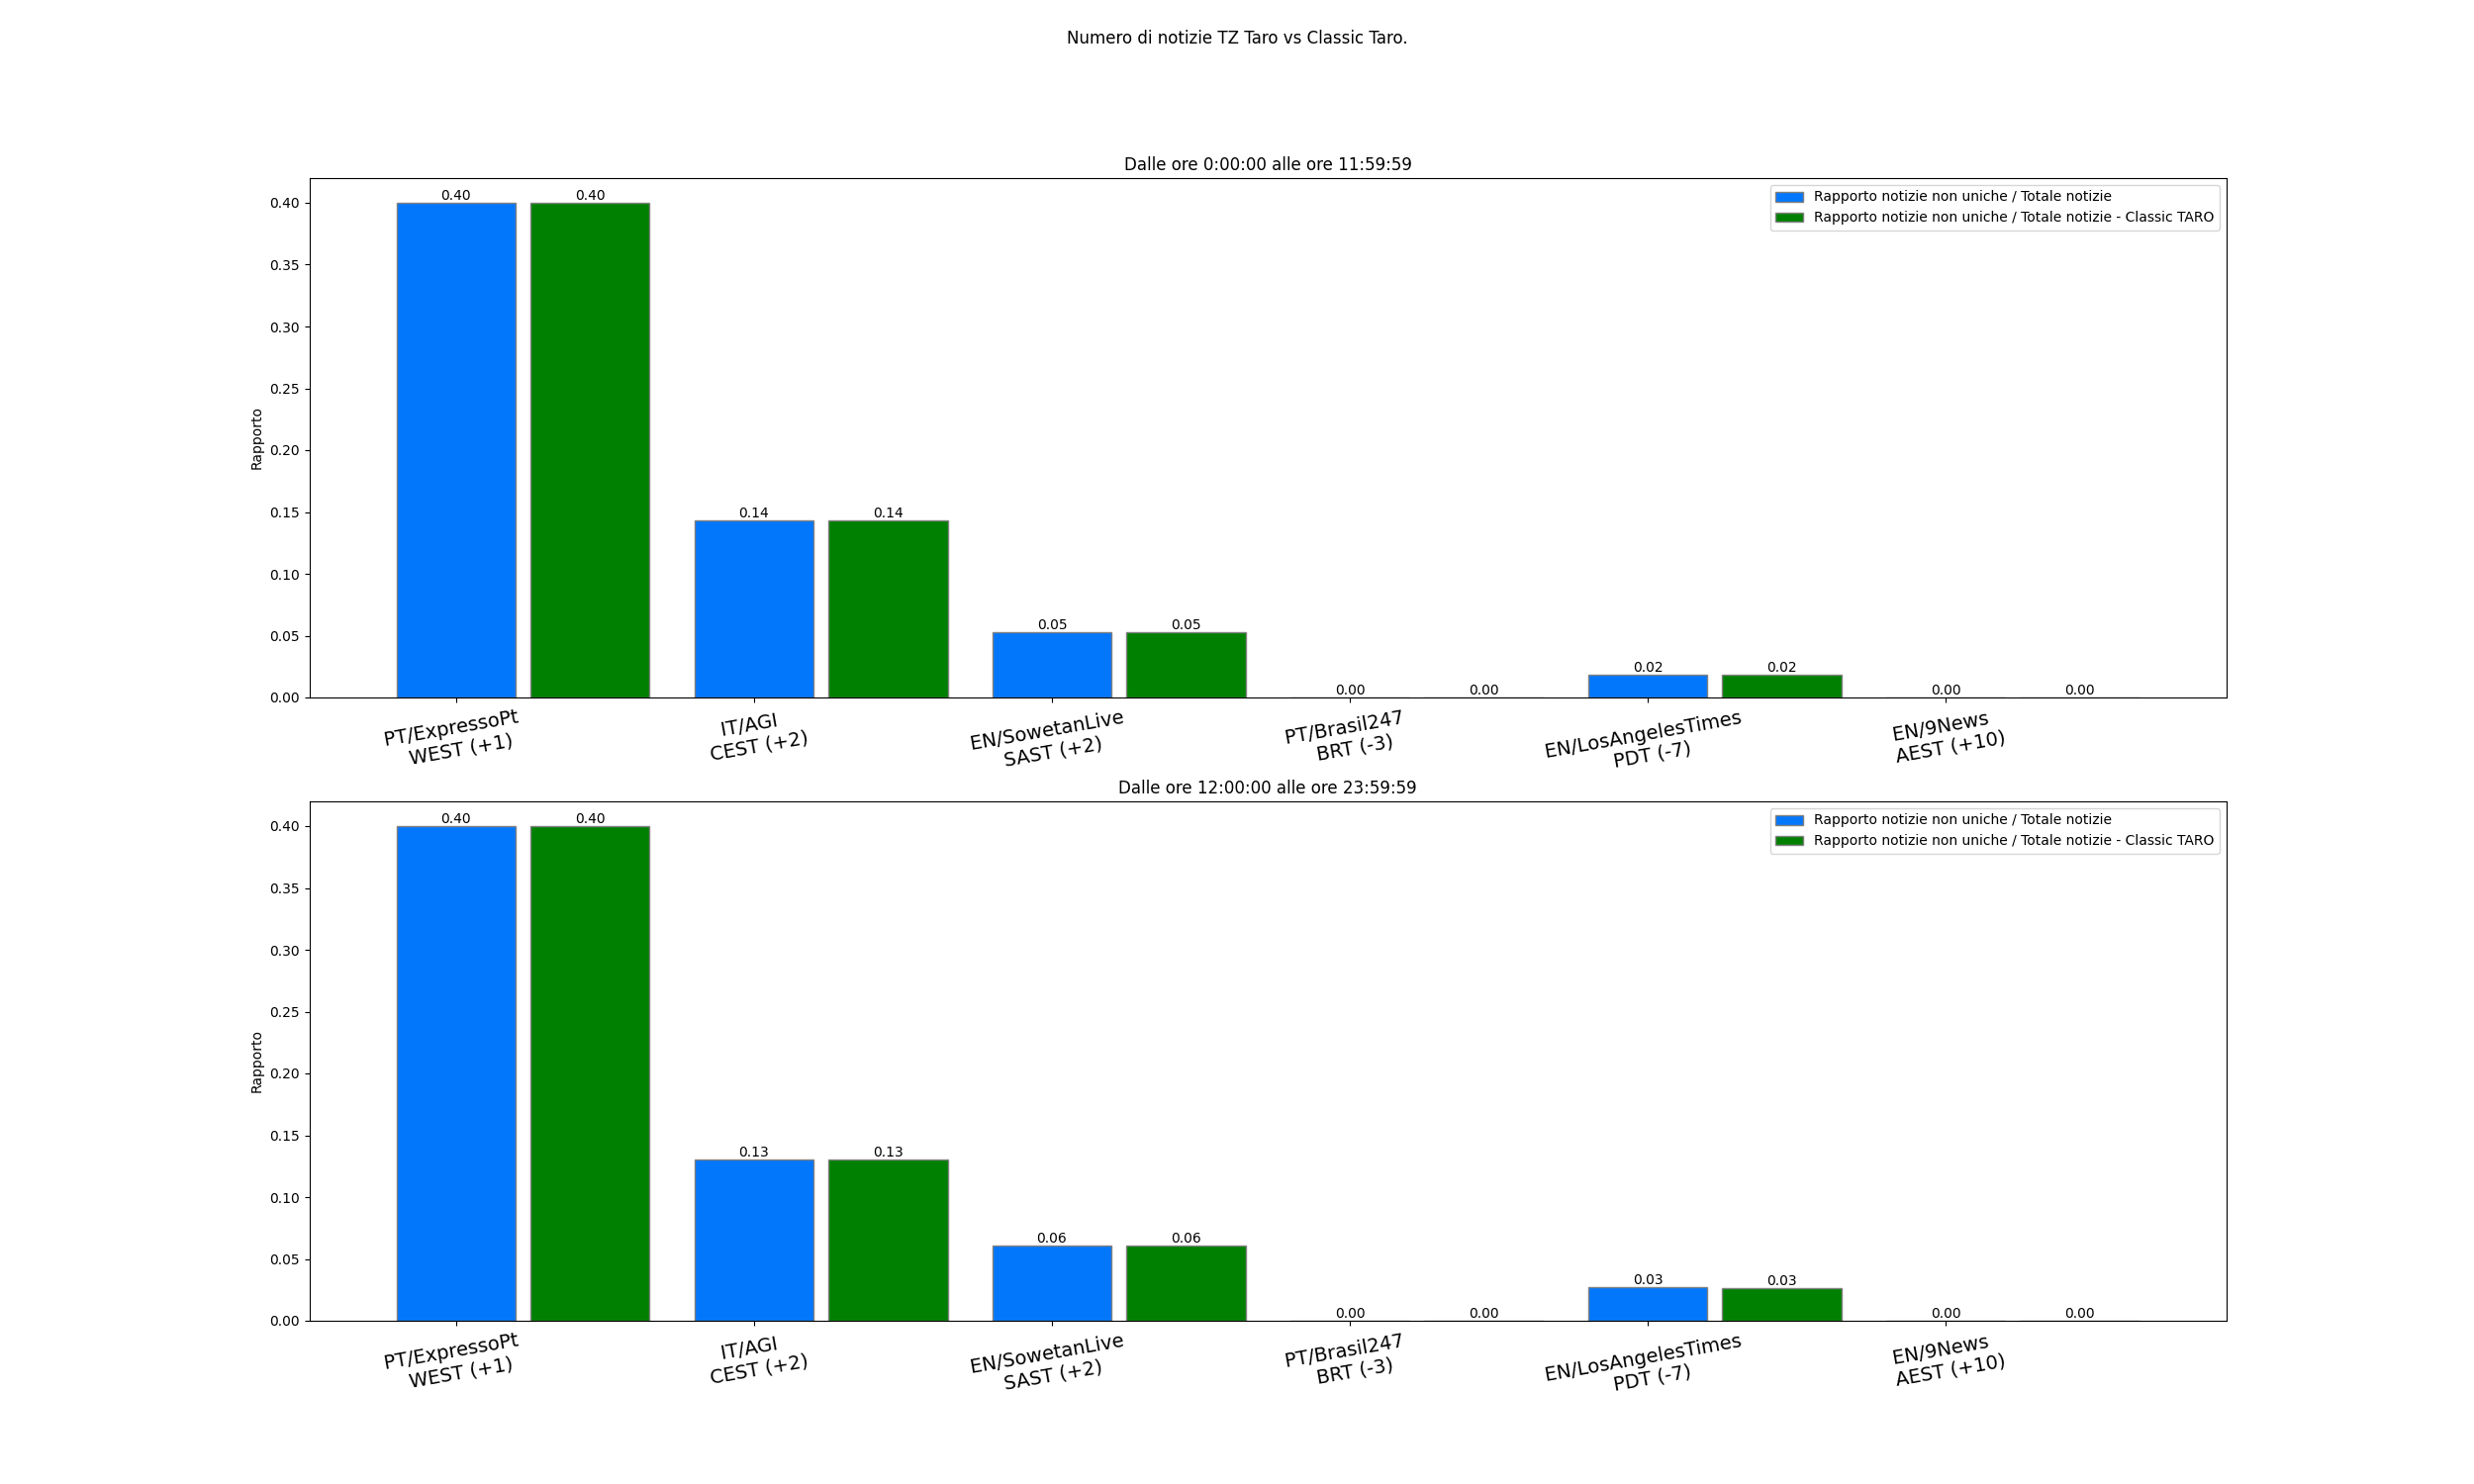 Numero di notizie TZ Taro vs Classic Taro.
Dalle ore 0:00:00 alle ore 11:59:59
Rapporto notizie non uniche / Totale notizie
Rapporto notizie non uniche / Totale notizie - Classic TARO
Rapporto
0.40
0.35
0.30
0.25
0.20
0.15
0.10
0.05
0.00
0.40
0.40
0.14
0.14
0.05
0.05
0.00
0.00
0.02
0.02
0.00
0.00
PT/ExpressoPt
WEST (+1)
IT/AGI
CEST (+2)
EN/SowetanLive
SAST (+2)
PT/Brasil247
BRT (-3)
EN/LosAngelesTimes
PDT (-7)
EN/9News
AEST (+10)
Dalle ore 12:00:00 alle ore 23:59:59
Rapporto notizie non uniche / Totale notizie
Rapporto notizie non uniche / Totale notizie - Classic TARO
Rapporto
0.40
0.35
0.30
0.25
0.20
0.15
0.10
0.05
0.00
0.40
0.40
0.13
0.13
0.06
0.06
0.00
0.00
0.03
0.03
0.00
0.00
PT/ExpressoPt
WEST (+1)
IT/AGI
CEST (+2)
EN/SowetanLive
SAST (+2)
PT/Brasil247
BRT (-3)
EN/LosAngelesTimes
PDT (-7)
EN/9News
AEST (+10)